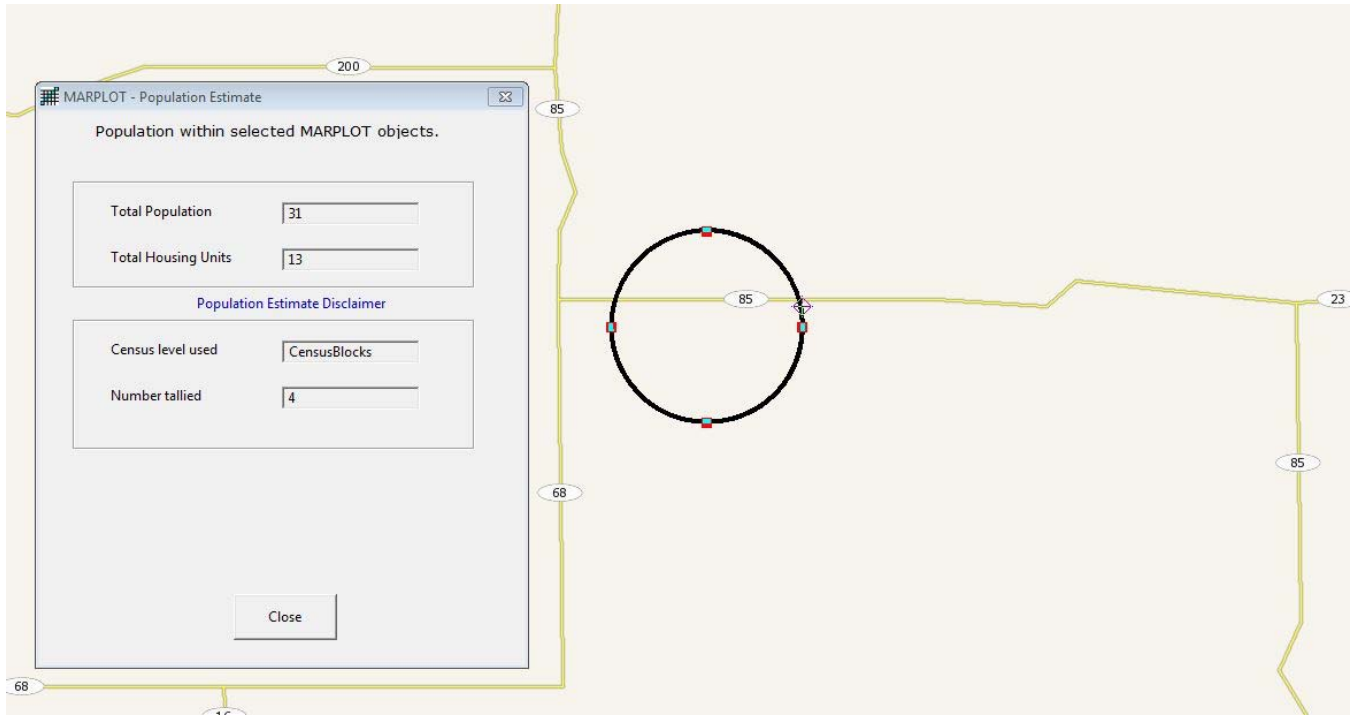 200
MARPLOT - Population Estimate
85
Population within selected MARPLOT objects.
Total Population 31
Total Housing Units 13
Population Estimate Disclaimer
85
23
Census level used CensusBlocks
Number tallied 4
85
68
Close
68
16